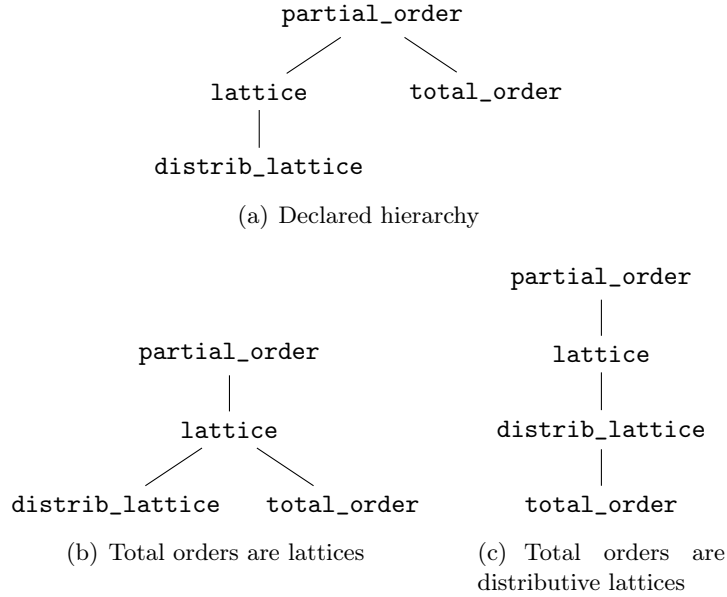 partial_order
lattice total_order
distrib_lattice
(a) Declared hierarchy
partial_order
lattice
distrib_lattice total_order
(b) Total orders are lattices
partial_order
lattice
distrib_lattice
total_order
(c) Total orders are
distributive lattices